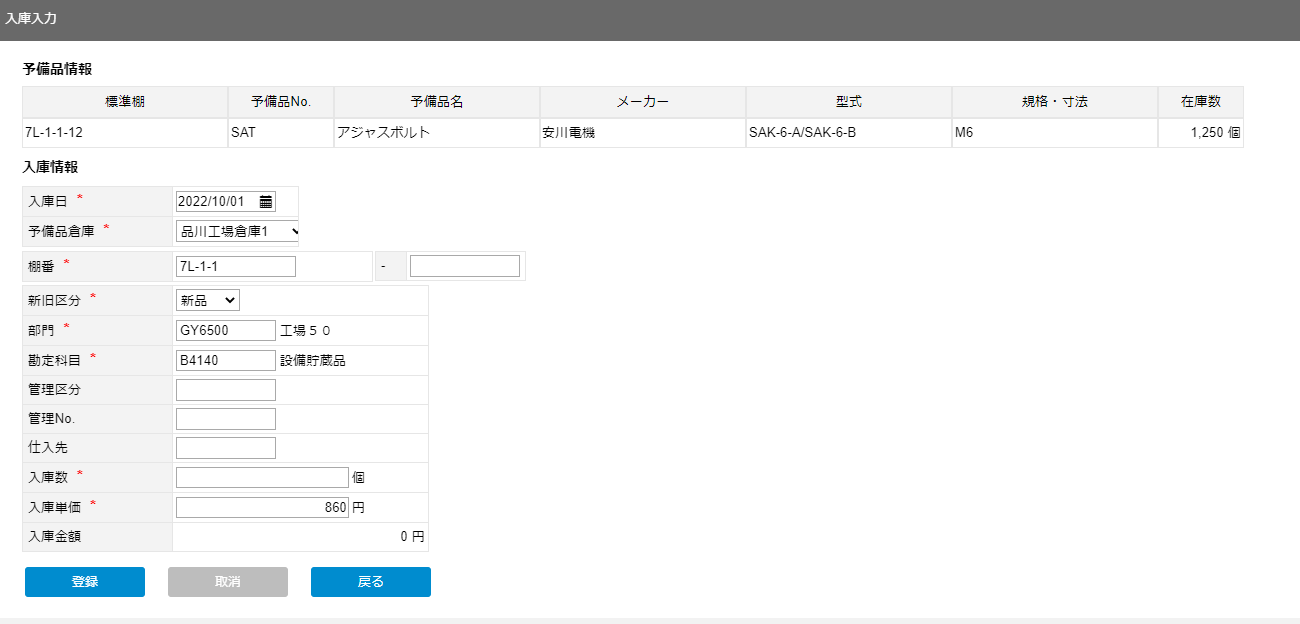 入庫入力
予備品情報
標準棚 予備品No. 予備品名 メーカー 型式 規格・寸法 在庫数
7L-1-1-12 SAT アジャスボルト 安川電機 SAK-6-A/SAK-6-B M6 1,250 個
入庫情報
入庫日 * 2022/10/01
予備品倉庫 * 品川工場倉庫1
棚番 * 7L-1-1 -
新旧区分 * 新品
部門 * GY6500 工場５０
勘定科目 * B4140 設備貯蔵品
管理区分
管理No.
仕入先
入庫数 * 個
入庫単価 * 860 円
入庫金額 0 円
登録 取消 戻る